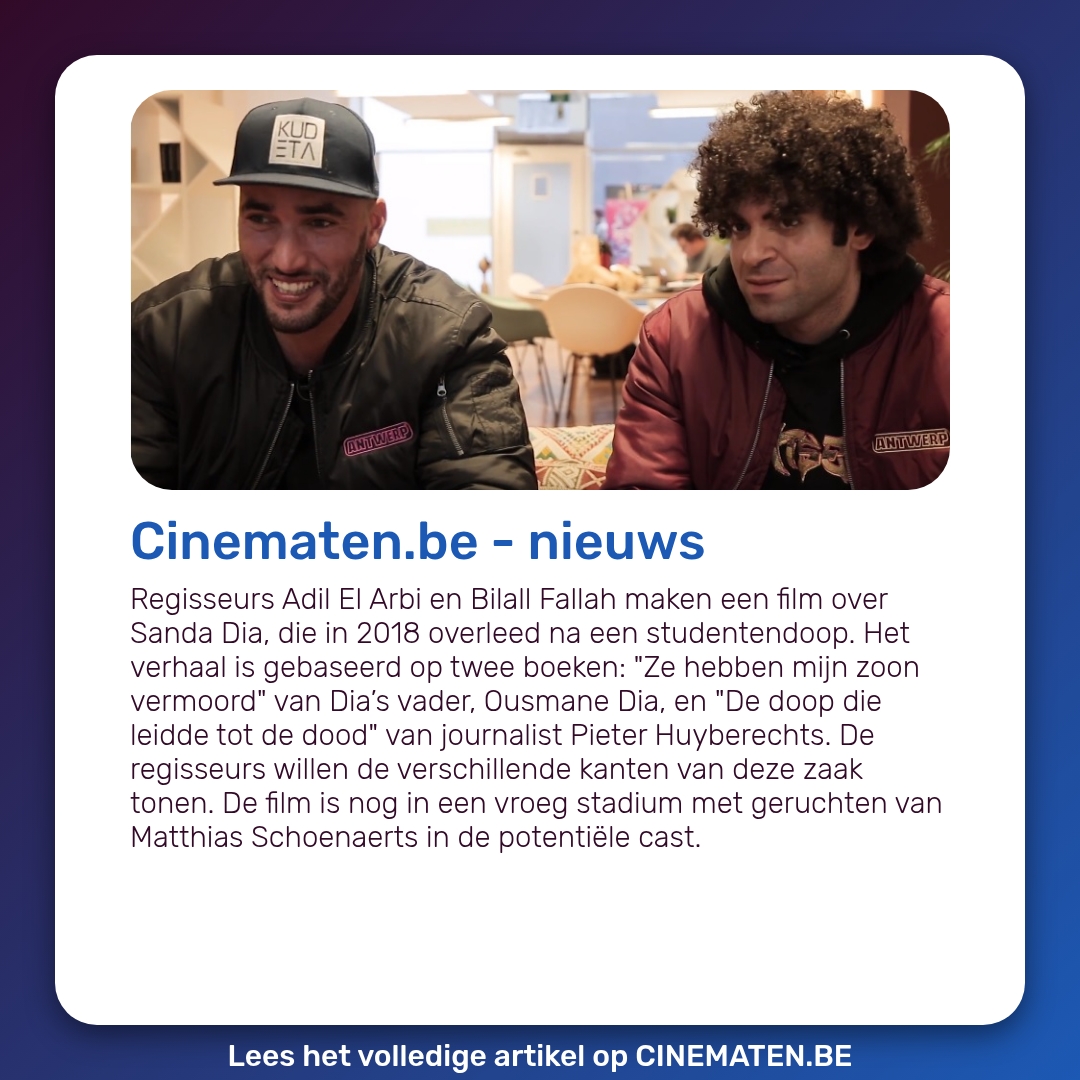 KUD
ETA
ANTWERP
ANTWERP
Cinematen.be - nieuws
Regisseurs Adil El Arbi en Bilall Fallah maken een film over
Sanda Dia, die in 2018 overleed na een studentendoop. Het
verhaal is gebaseerd op twee boeken: "Ze hebben mijn zoon
vermoord" van Dia’s vader, Ousmane Dia, en "De doop die
leidde tot de dood" van journalist Pieter Huyberechts. De
regisseurs willen de verschillende kanten van deze zaak
tonen. De film is nog in een vroeg stadium met geruchten van
Matthias Schoenaerts in de potentiële cast.
Lees het volledige artikel op CINEMATEN.BE